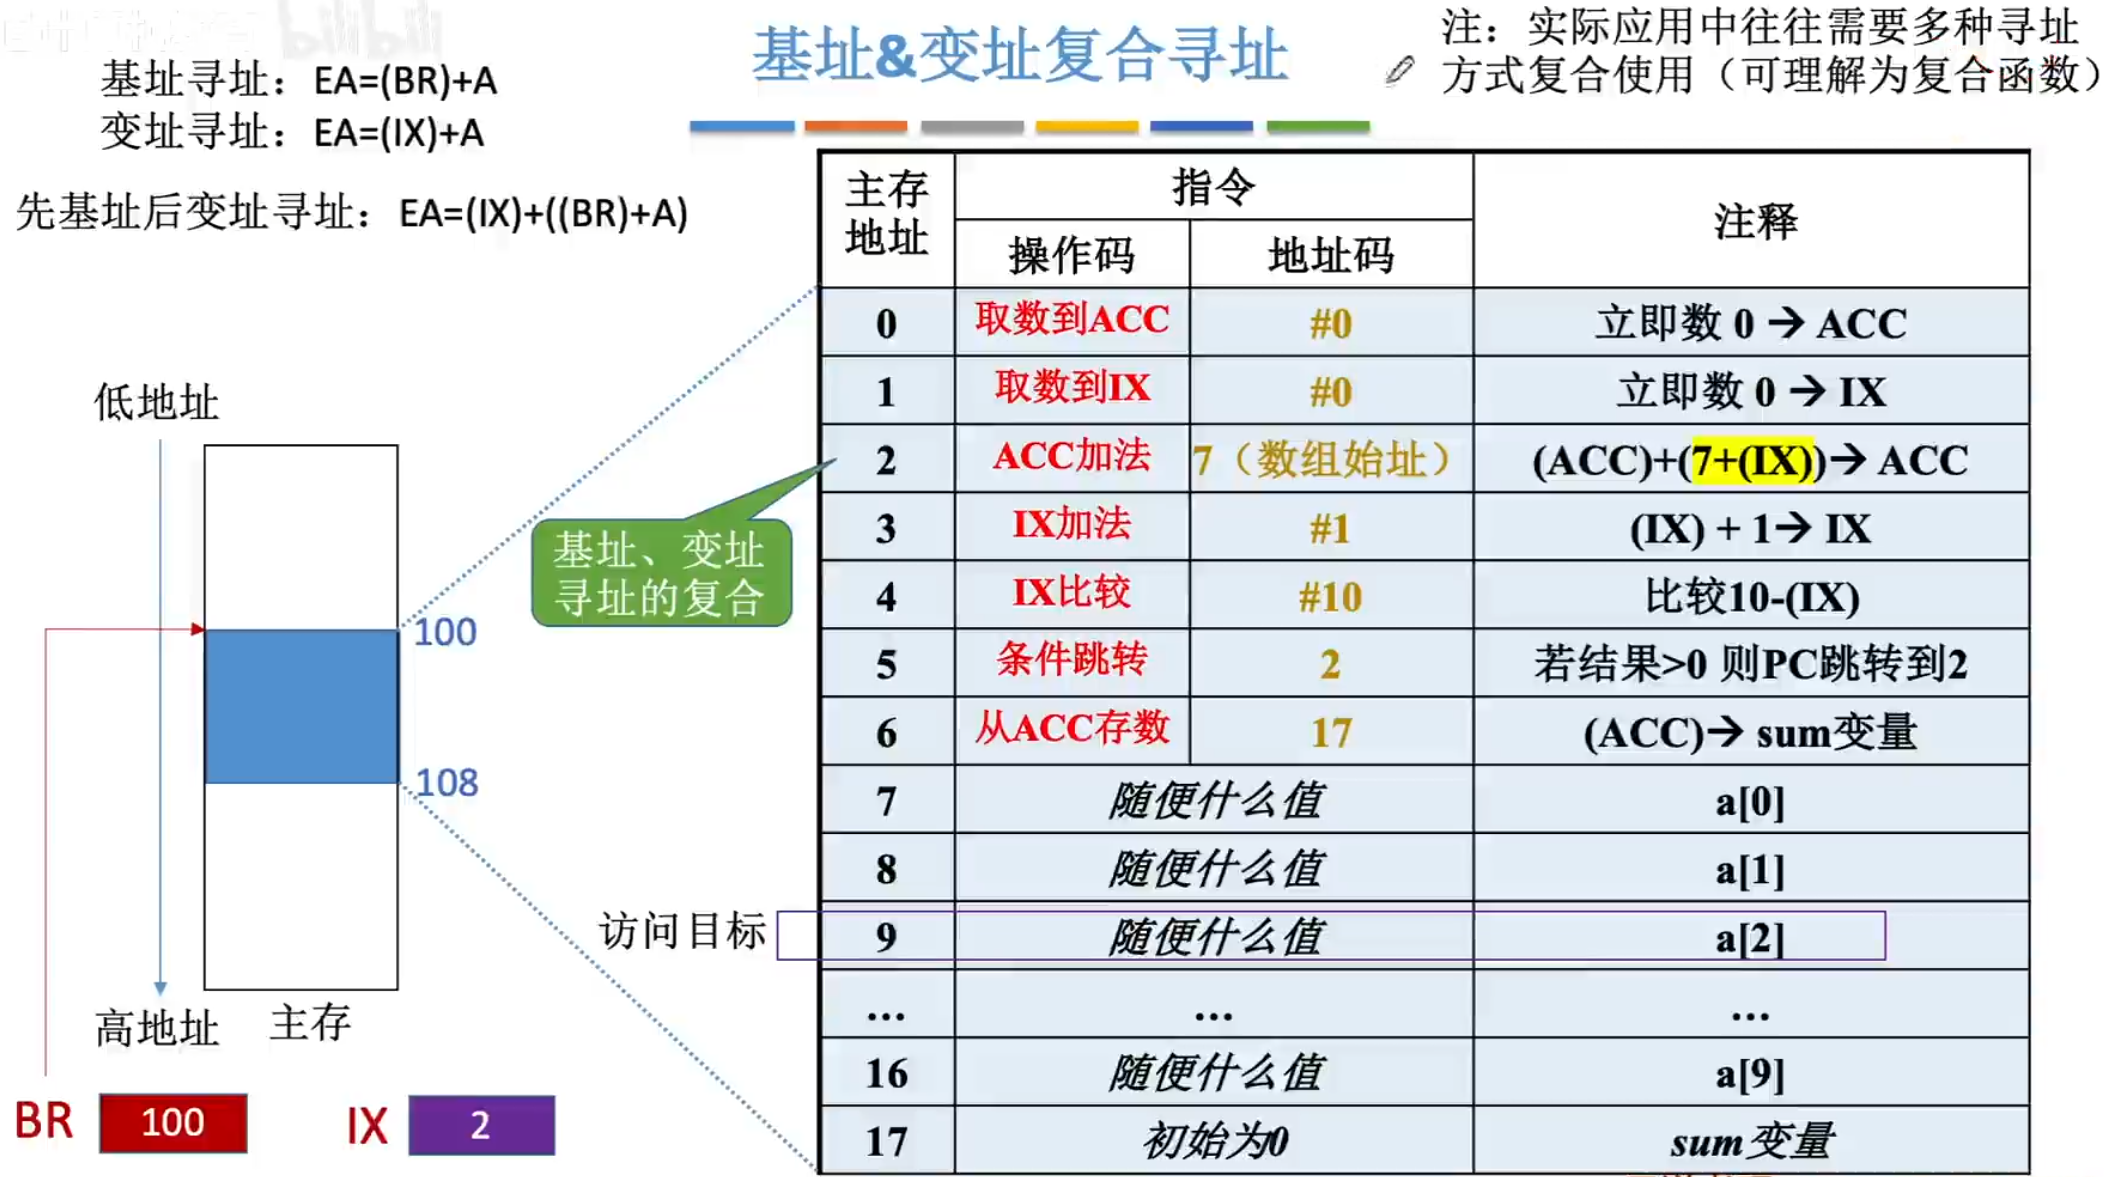 bilibili
基址&变址复合寻址
注：实际应用中往往需要多种寻址
方式复合使用（可理解为复合函数）
基址寻址：EA=(BR)+A
变址寻址：EA=(IX)+A
先基址后变址寻址：EA=(IX)+((BR)+A)
低地址
高地址
主存
100
108
BR 100
IX 2
基址、变址
寻址的复合
访问目标
主存
地址
指令
注释
操作码 地址码
0 取数到ACC #0 立即数 0 → ACC
1 取数到IX #0 立即数 0 → IX
2 ACC加法 7（数组始址） (ACC)+(7+(IX))→ ACC
3 IX加法 #1 (IX) + 1→ IX
4 IX比较 #10 比较10-(IX)
5 条件跳转 2 若结果>0 则PC跳转到2
6 从ACC存数 17 (ACC)→ sum变量
7 随便什么值 a[0]
8 随便什么值 a[1]
9 随便什么值 a[2]
... ... ...
16 随便什么值 a[9]
17 初始为0 sum变量